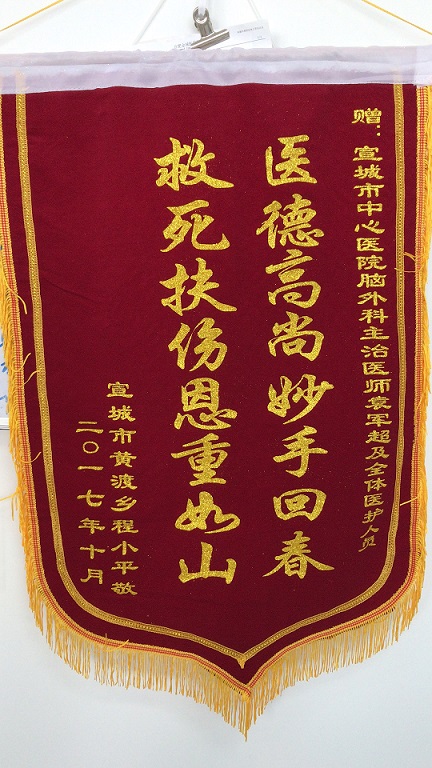 赠：宣城市中心医院脑外科主治医师袁军超及全体医护人员
医德高尚妙手回春
救死扶伤恩重如山
宣城市黄渡乡程小平敬
二〇一七年十月